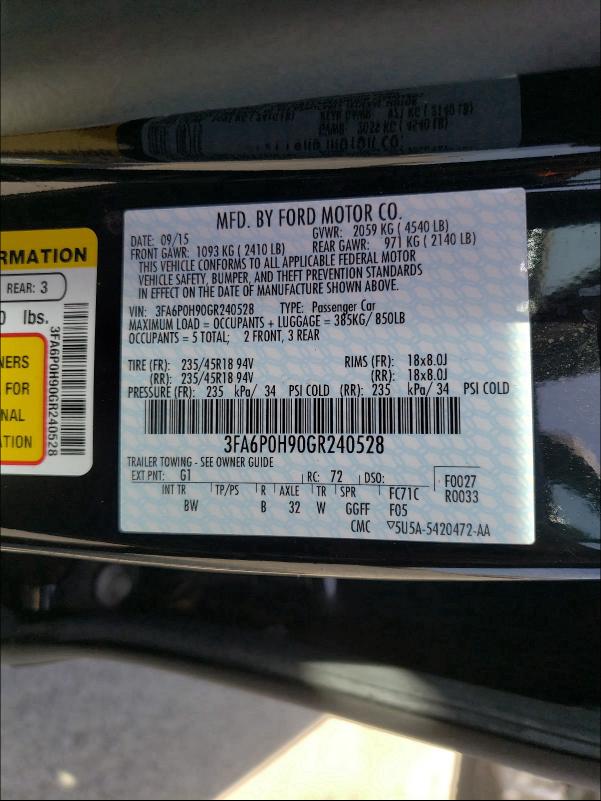 MFD. BY FORD MOTOR CO.
DATE: 09/15 GVWR: 2059 KG ( 4540 LB)
FRONT GAWR: 1093 KG ( 2410 LB) REAR GAWR: 971 KG ( 2140 LB)
THIS VEHICLE CONFORMS TO ALL APPLICABLE FEDERAL MOTOR
VEHICLE SAFETY, BUMPER, AND THEFT PREVENTION STANDARDS
IN EFFECT ON THE DATE OF MANUFACTURE SHOWN ABOVE.
VIN: 3FA6P0H90GR240528 TYPE: Passenger Car
MAXIMUM LOAD = OCCUPANTS + LUGGAGE = 385KG/ 850LB
OCCUPANTS = 5 TOTAL; 2 FRONT, 3 REAR
TIRE (FR): 235/45R18 94V RIMS (FR): 18x8.0J
(RR): 235/45R18 94V (RR): 18x8.0J
PRESSURE (FR): 235 kPa/ 34 PSI COLD (RR): 235 kPa/ 34 PSI COLD
3FA6P0H90GR240528
TRAILER TOWING - SEE OWNER GUIDE
EXT PNT: G1 RC: 72 DSO: F0027
INT TR TP/PS R AXLE TR SPR FC71C R0033
BW B 32 W GGFF F05
CMC ▽5U5A-5420472-AA
RMATION
REAR: 3
0 lbs.
NERS
FOR
NAL
ATION
3FA6P0H90GR240528